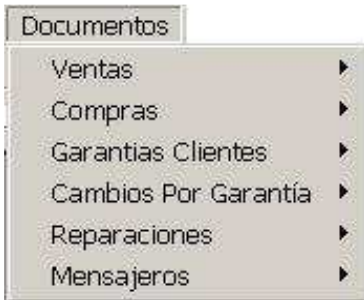 Documentos
Ventas
Compras
Garantias Clientes
Cambios Por Garantía
Reparaciones
Mensajeros